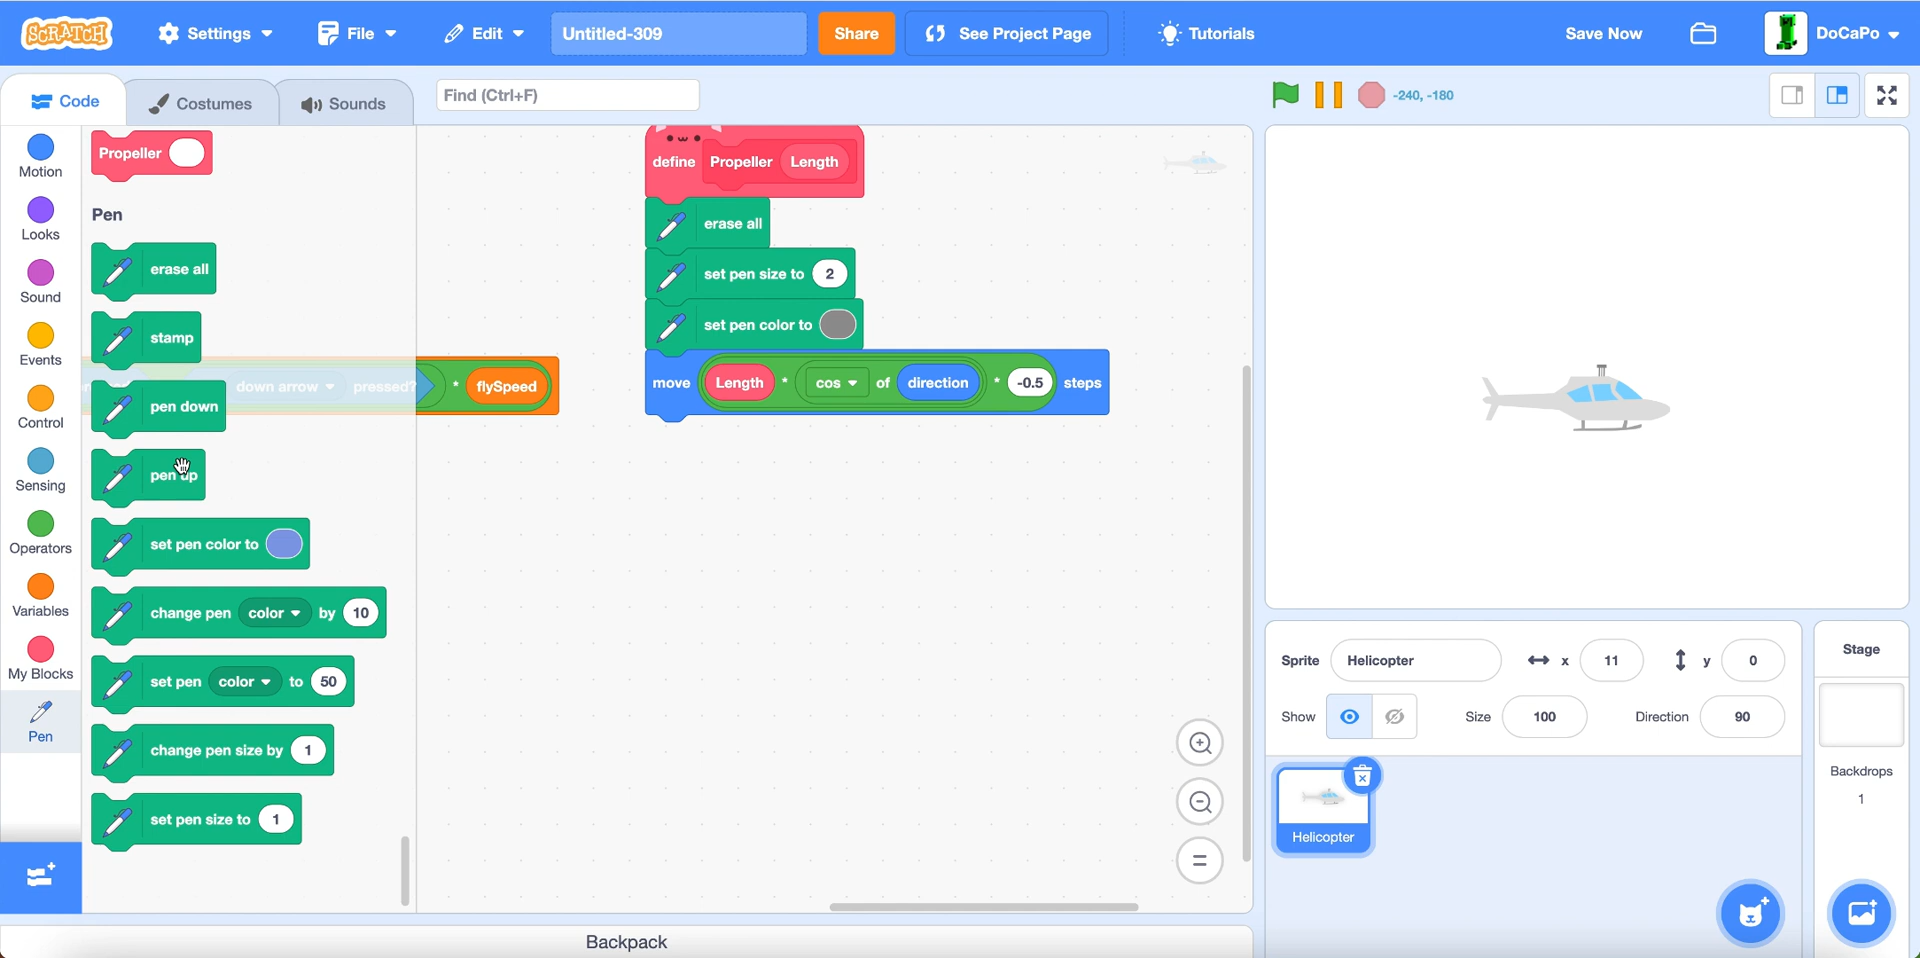 SCRATCH Settings File Edit Untitled-309 Share See Project Page Tutorials Save Now DoCaPo
Code Costumes Sounds Find (Ctrl+F) -240, -180
Motion
Looks
Sound
Events
Control
Sensing
Operators
Variables
My Blocks
Pen
Propeller
Pen
erase all
stamp
pen down
pen up
set pen color to
change pen color by 10
set pen color to 50
change pen size by 1
set pen size to 1
down arrow pressed? * flySpeed
define Propeller Length
erase all
set pen size to 2
set pen color to
move Length * cos of direction * -0.5 steps
Backpack
Sprite Helicopter x 11 y 0
Show Size 100 Direction 90
Helicopter
Stage
Backdrops
1